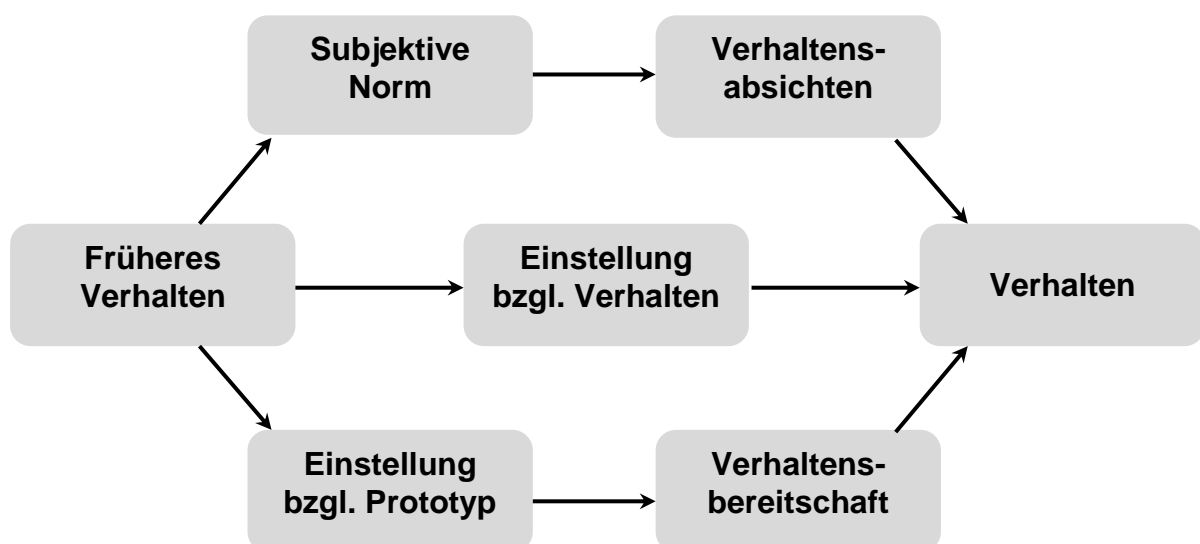 Subjektive
Norm
Verhaltens-
absichten
Früheres
Verhalten
Einstellung
bzgl. Verhalten
Verhalten
Einstellung
bzgl. Prototyp
Verhaltens-
bereitschaft